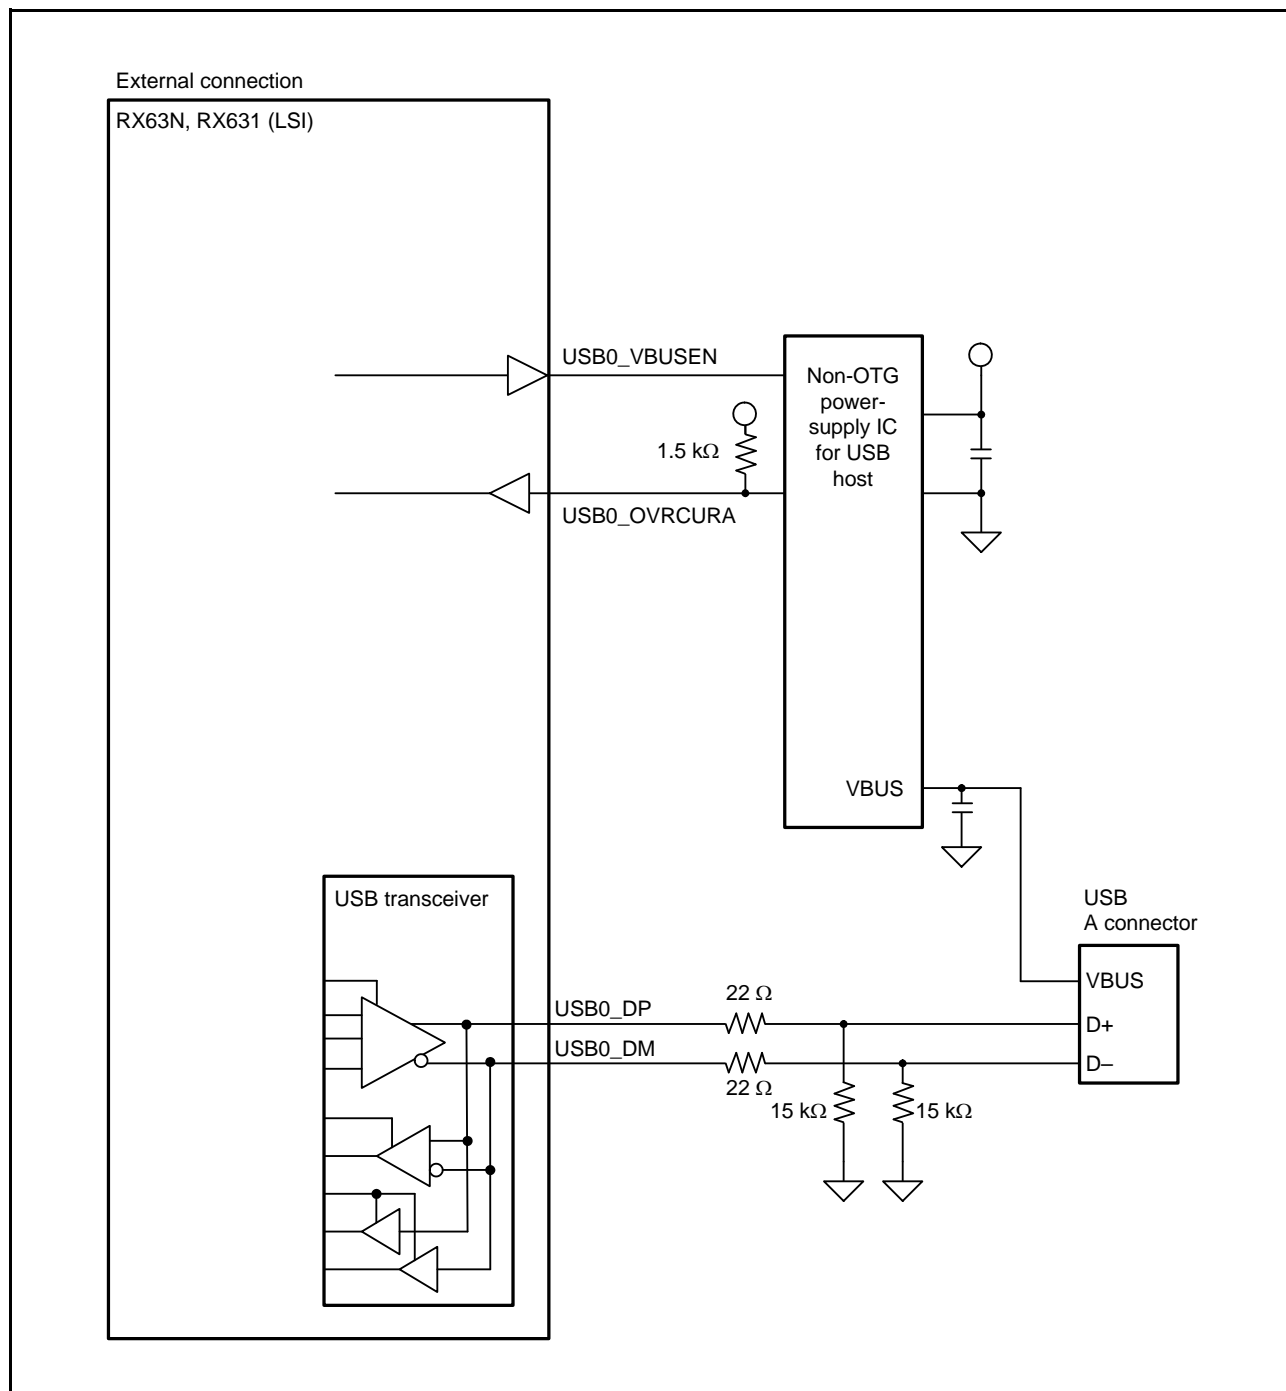 External connection
RX63N, RX631 (LSI)
USB0_VBUSEN
1.5 kΩ
USB0_OVRCURA
Non-OTG
power-
supply IC
for USB
host
VBUS
USB transceiver
USB
A connector
VBUS
D+
D–
USB0_DP
22 Ω
USB0_DM
22 Ω
15 kΩ
15 kΩ